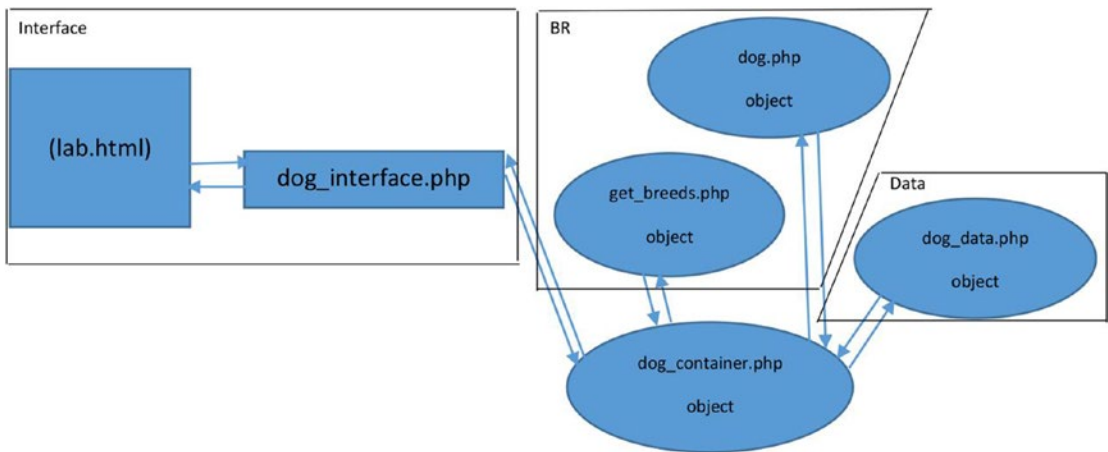 Interface
(lab.html)
dog_interface.php
BR
dog.php
object
get_breeds.php
object
Data
dog_data.php
object
dog_container.php
object